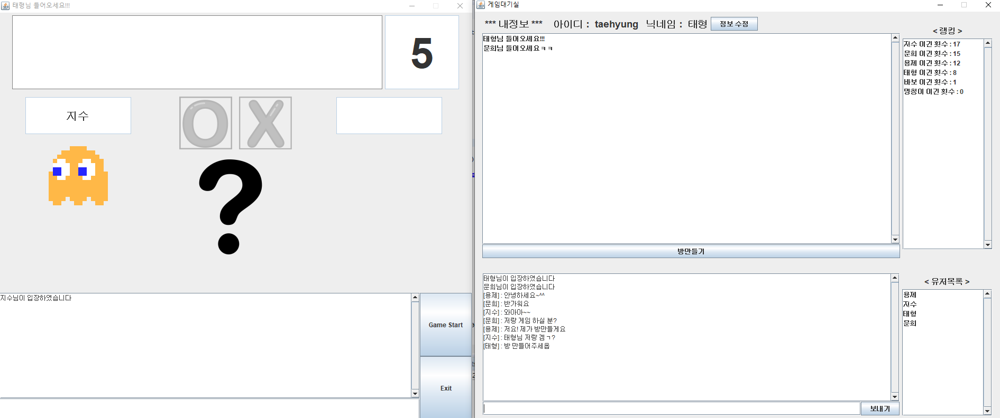 태형님 들어오세요!!!
5
지수
O X
?
지수님이 입장하였습니다
Game Start
Exit
게임대기실
*** 내정보 *** 아이디 : taehyung 닉네임 : 태형 정보 수정
태형님 들어오세요!!!
문희님 들어오세요ㅋㅋ
방만들기
< 랭킹 >
지수 이긴 횟수 : 17
문희 이긴 횟수 : 15
용제 이긴 횟수 : 12
태형 이긴 횟수 : 8
바보 이긴 횟수 : 1
멍청이 이긴 횟수 : 0
태형님이 입장하였습니다
문희님이 입장하였습니다
[용제] : 안녕하세요~^^
[문희] : 반가워요
[지수] : 와아아~~
[문희] : 저랑 게임 하실 분?
[용제] : 저요! 제가 방만들게요
[지수] : 태형님 저랑 겜ㄱ?
[태형] : 방 만들어주세욥
보내기
< 유저목록 >
용제
지수
태형
문희